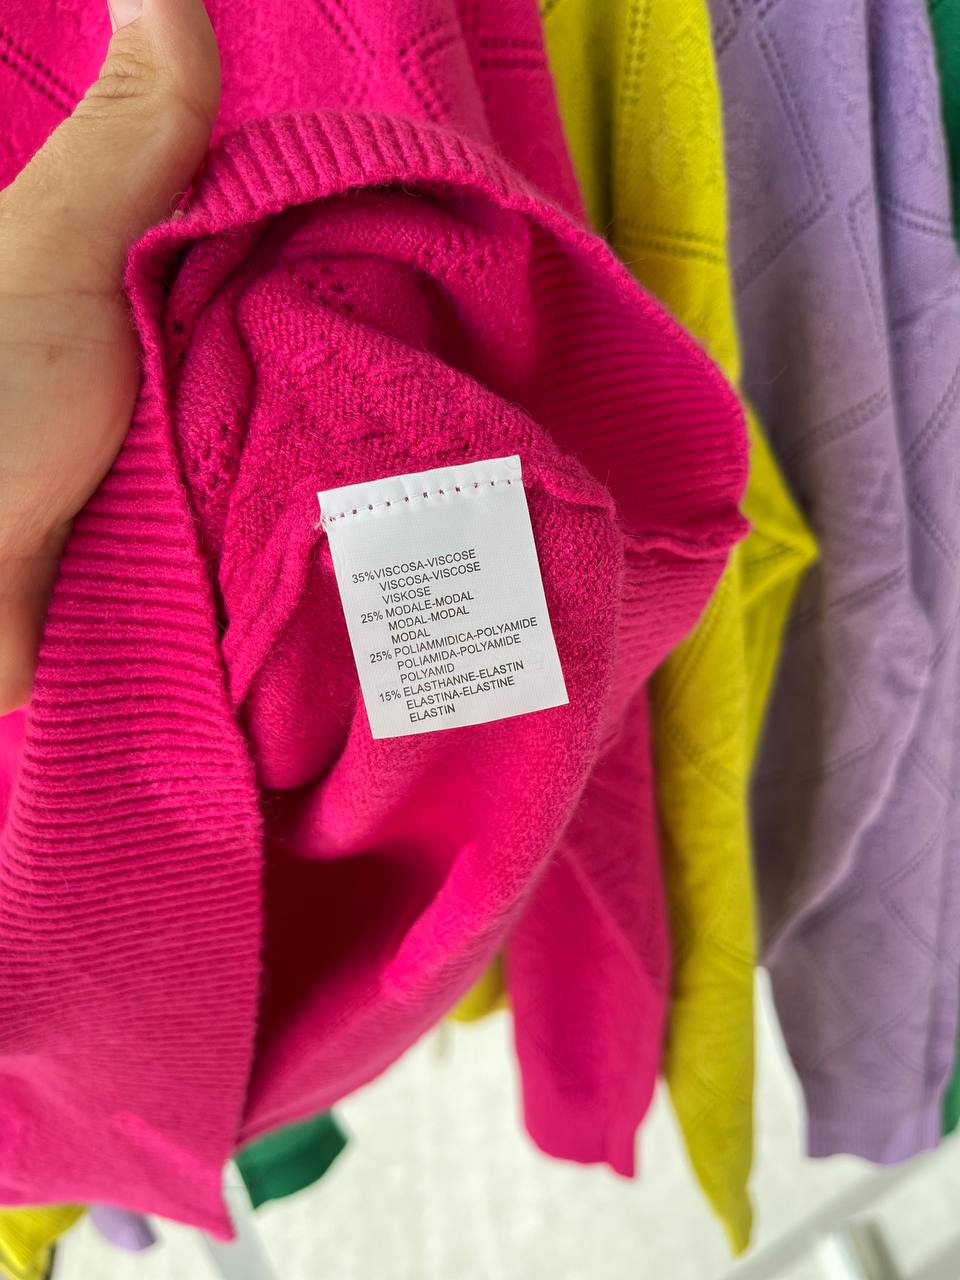 35%VISCOSA-VISCOSE
VISCOSA-VISCOSE
VISKOSE
25% MODALE-MODAL
MODAL-MODAL
MODAL
25% POLIAMMIDICA-POLYAMIDE
POLIAMIDA-POLYAMIDE
POLYAMID
15% ELASTHANNE-ELASTIN
ELASTINA-ELASTINE
ELASTIN